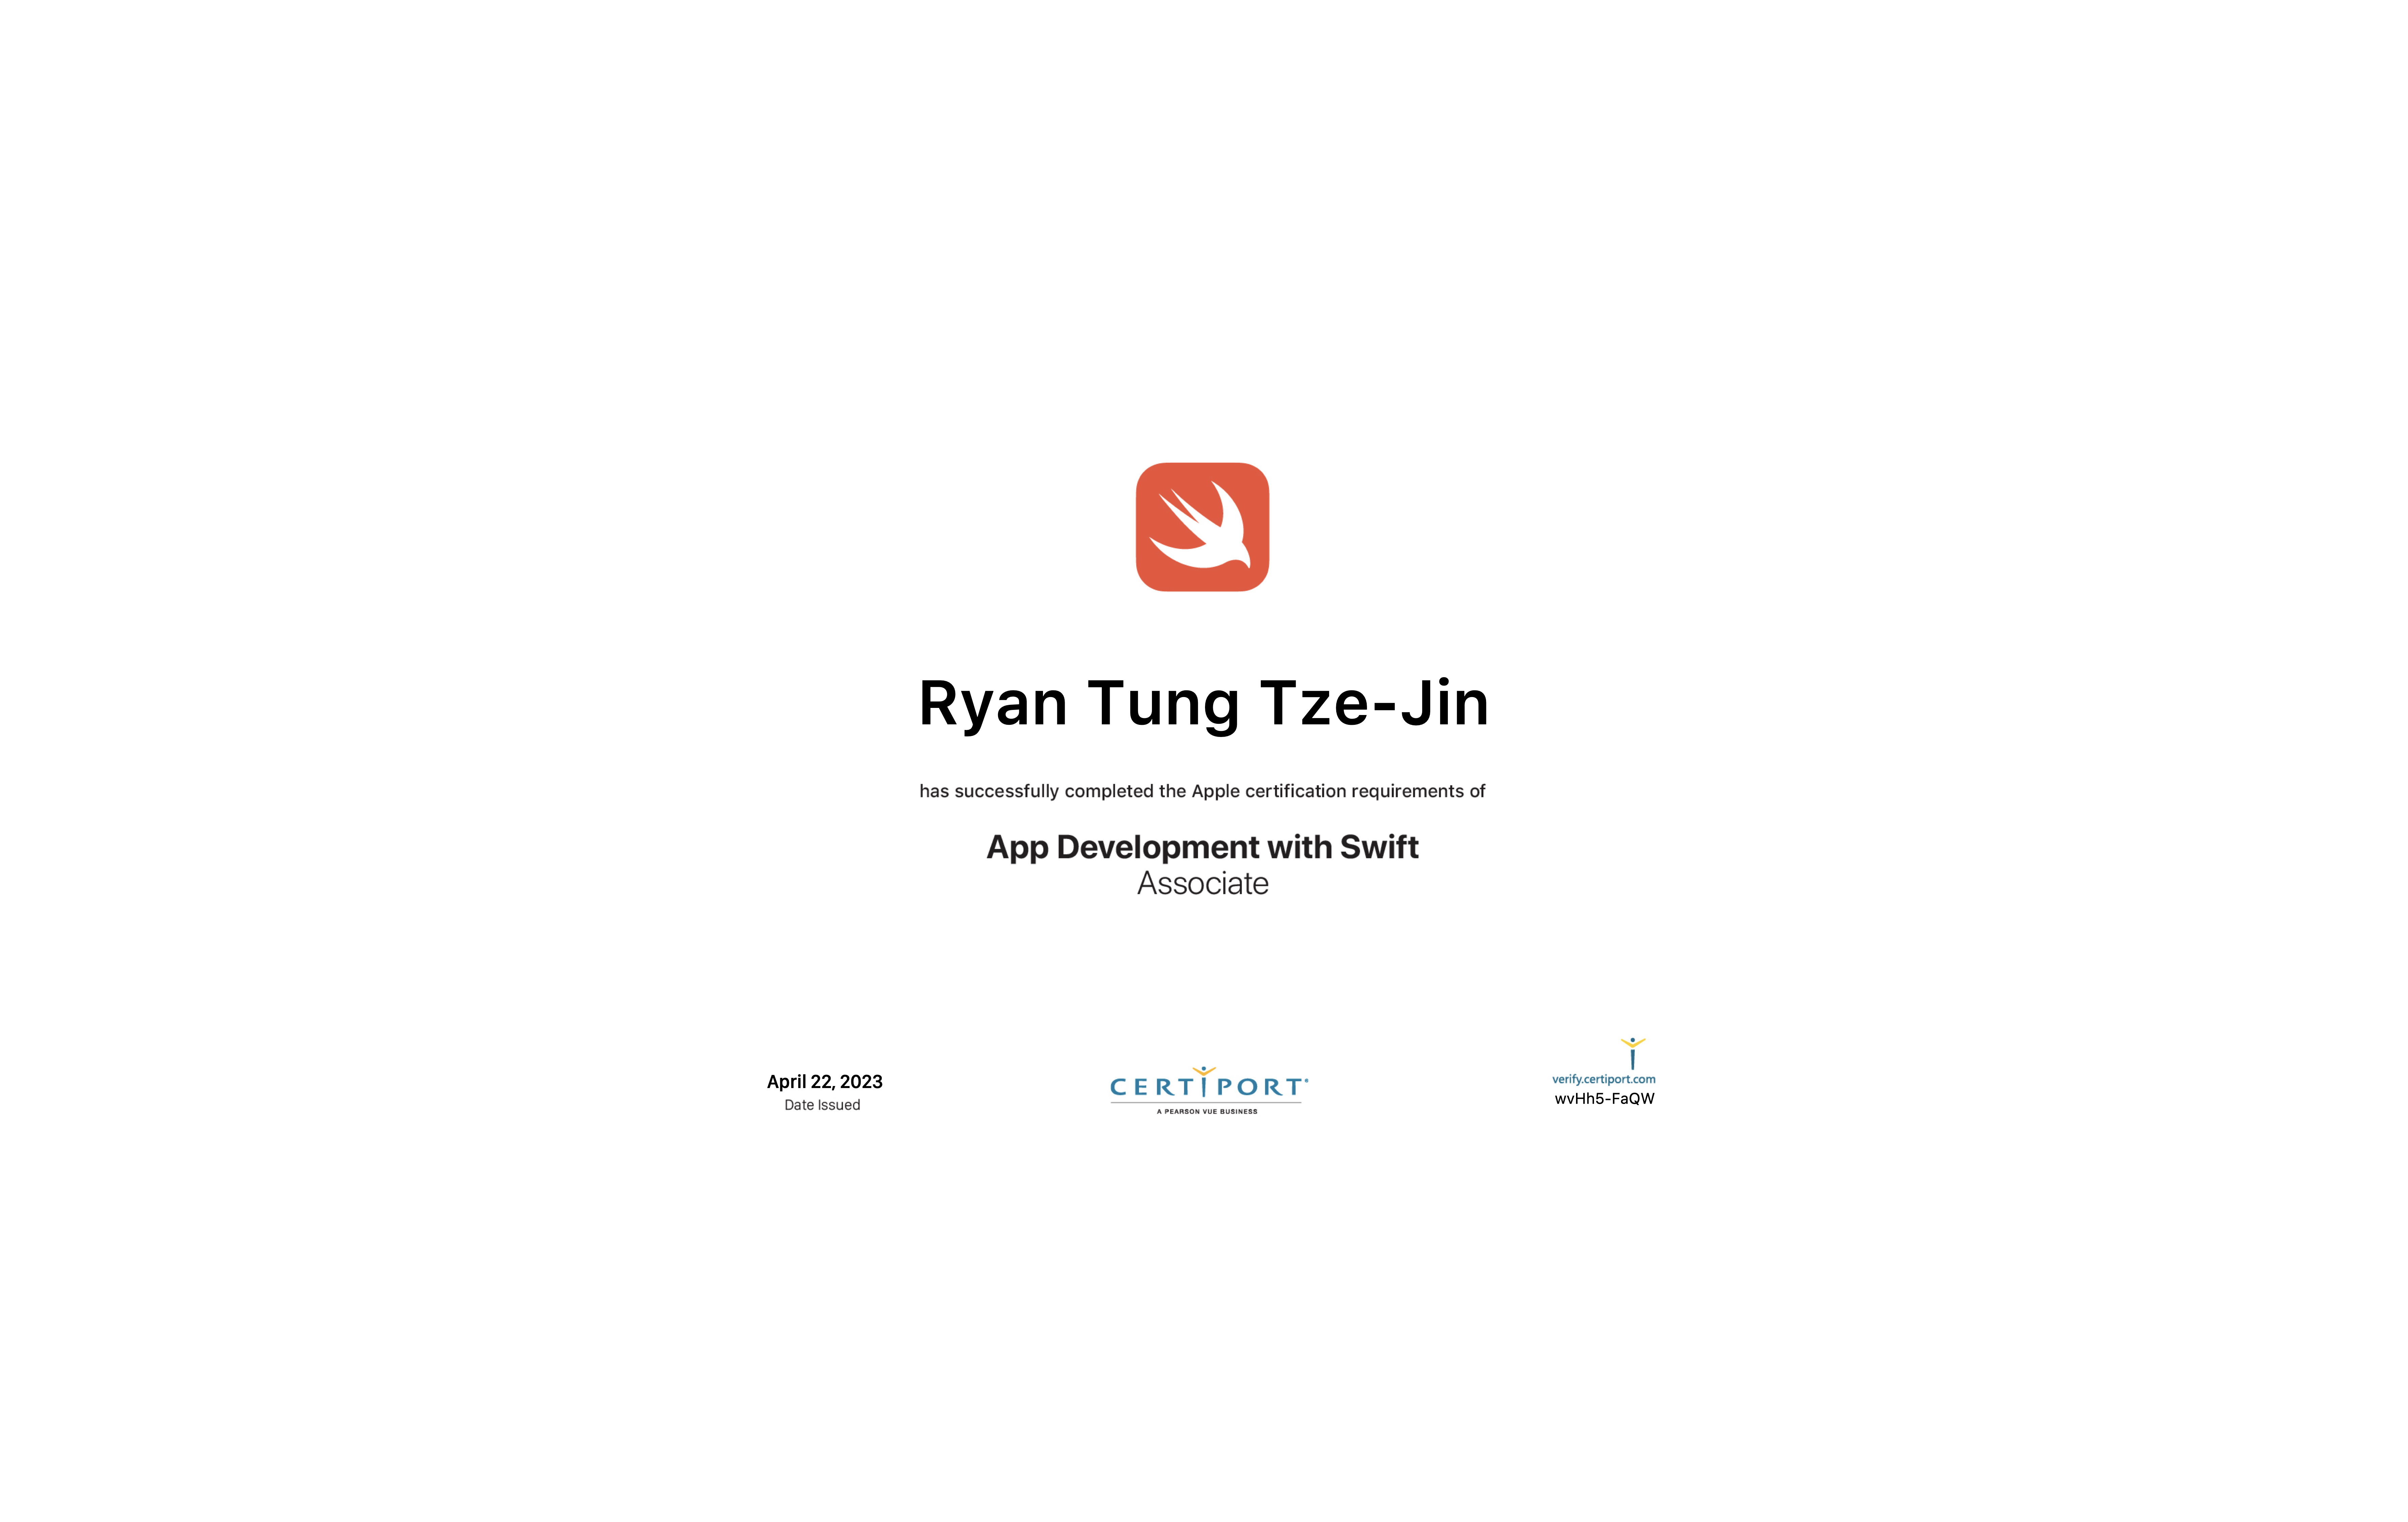 Ryan Tung Tze-Jin
has successfully completed the Apple certification requirements of
App Development with Swift
Associate
April 22, 2023
Date Issued
CERTIPORT®
A PEARSON VUE BUSINESS
verify.certiport.com
wvHh5-FaQW